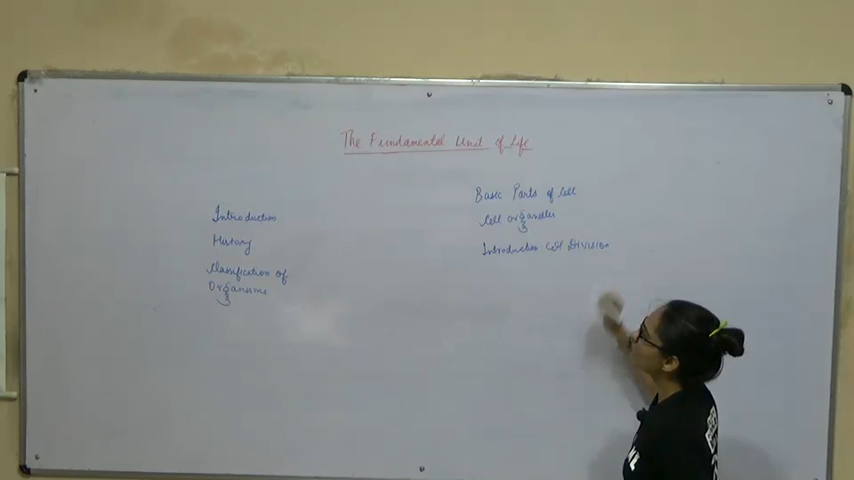 The Fundamental Unit of Life
Introduction
History
Classification of
Organisms
Basic Parts of Cell
Cell organelles
Introduction Cell Division